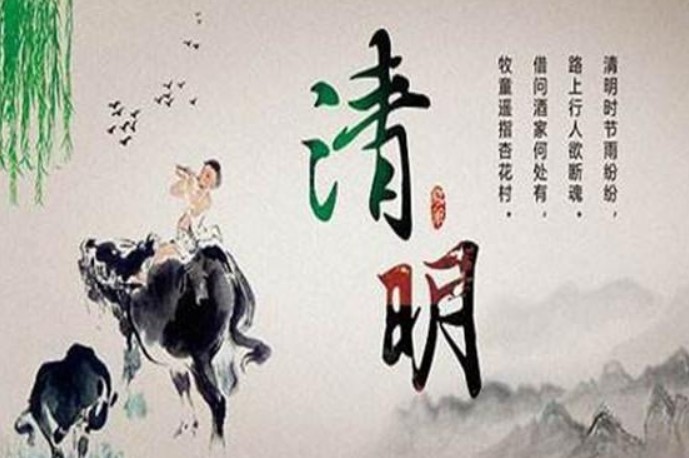 清明
清明时节雨纷纷，
路上行人欲断魂。
借问酒家何处有，
牧童遥指杏花村。